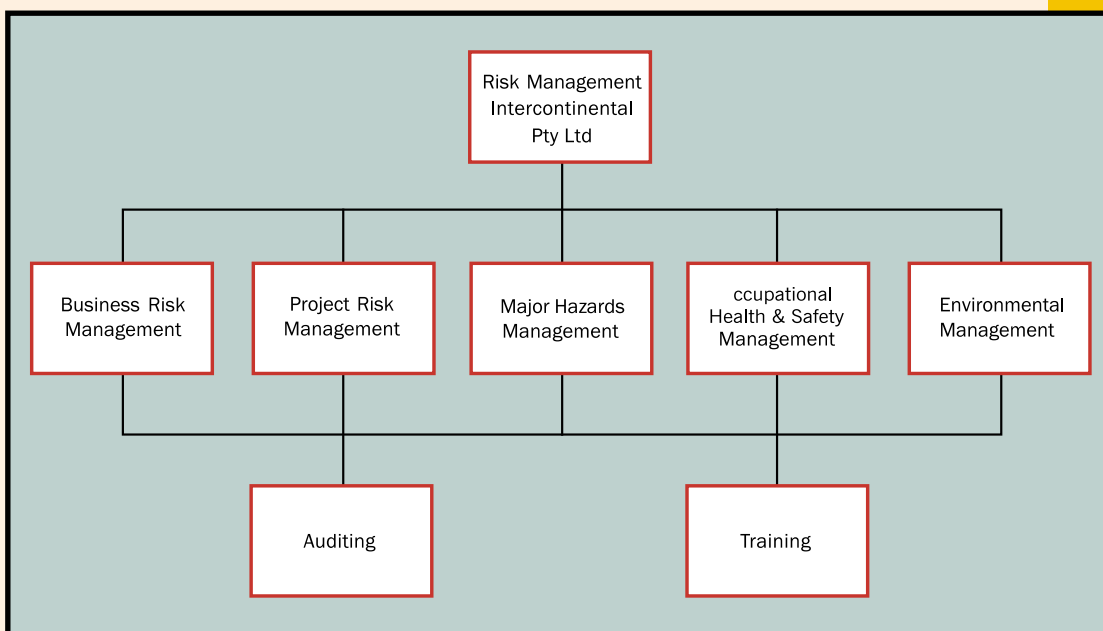 Risk Management
Intercontinental
Pty Ltd
Business Risk
Management
Project Risk
Management
Major Hazards
Management
ccupational
Health & Safety
Management
Environmental
Management
Auditing
Training